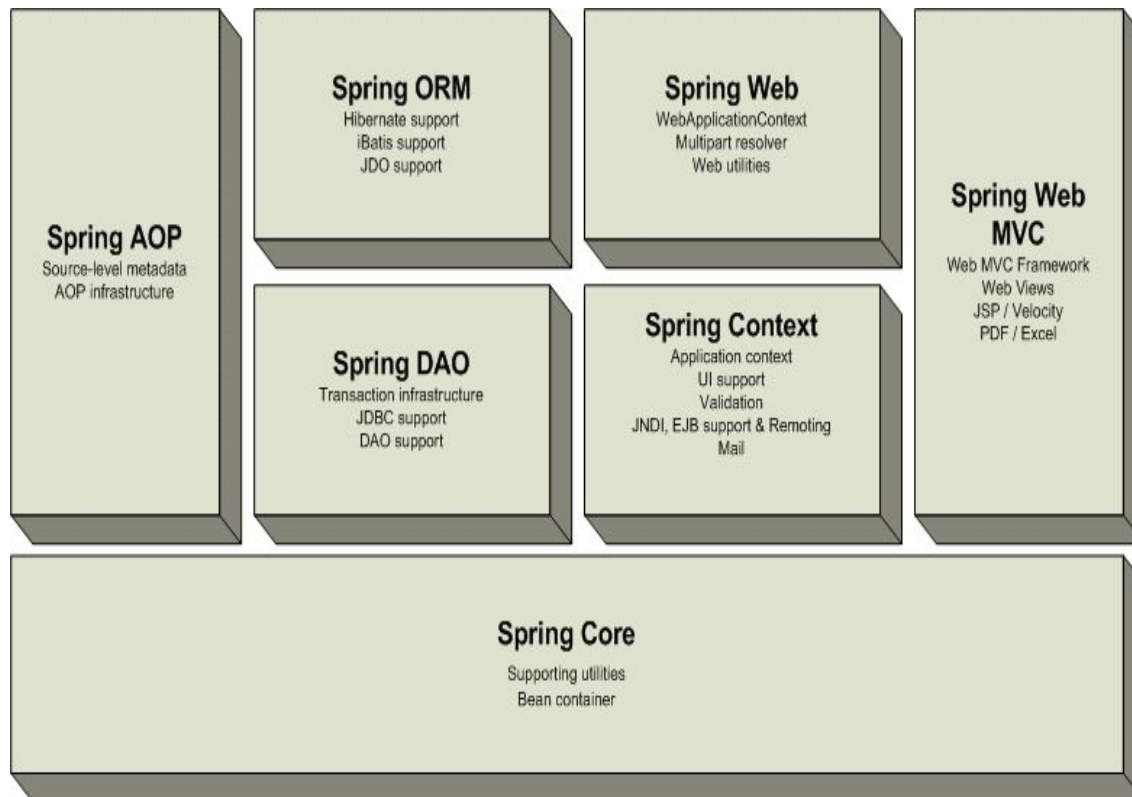 Spring AOP
Source-level metadata
AOP infrastructure
Spring ORM
Hibernate support
iBatis support
JDO support
Spring Web
WebApplicationContext
Multipart resolver
Web utilities
Spring DAO
Transaction infrastructure
JDBC support
DAO support
Spring Context
Application context
UI support
Validation
JNDI, EJB support & Remoting
Mail
Spring Web
MVC
Web MVC Framework
Web Views
JSP / Velocity
PDF / Excel
Spring Core
Supporting utilities
Bean container